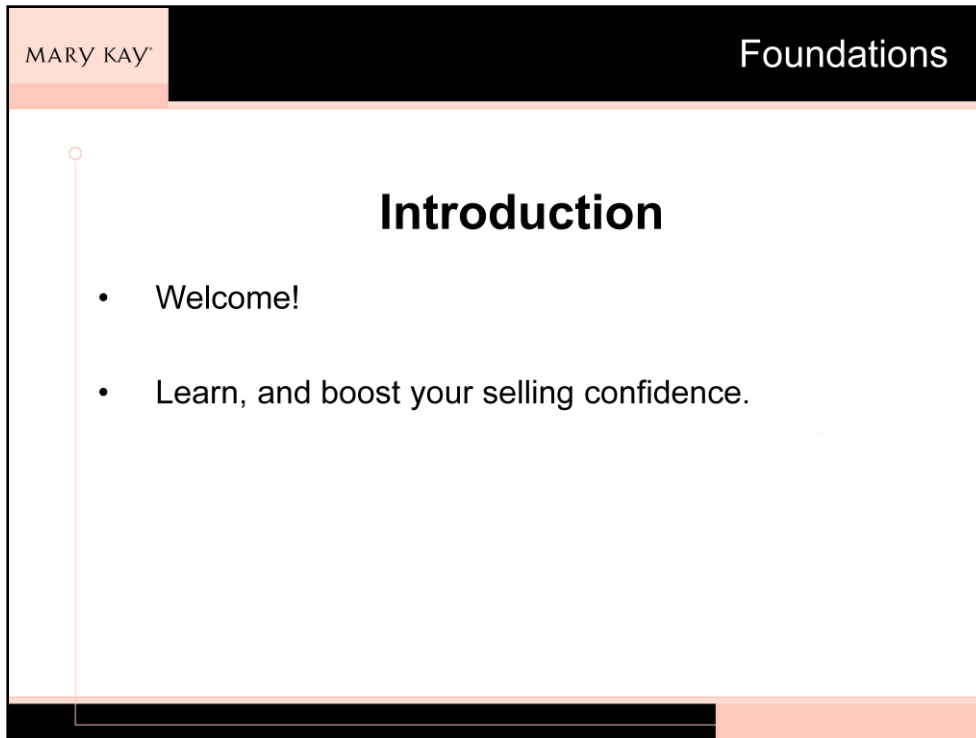 MARY KAY®
Foundations
Introduction
• Welcome!
• Learn, and boost your selling confidence.